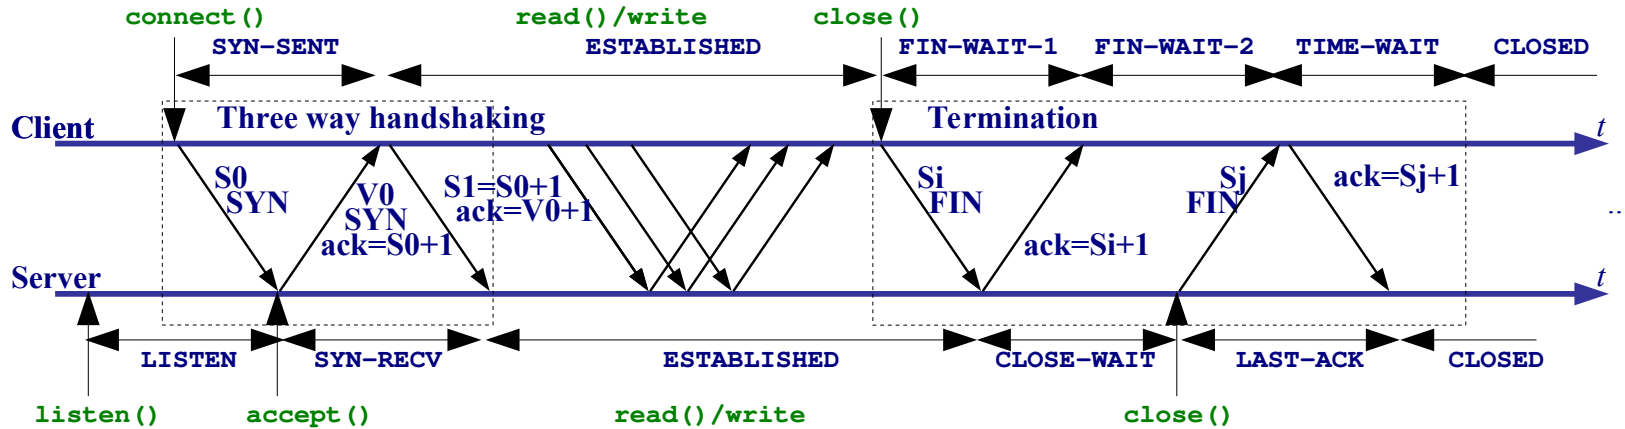 connect() read()/write close()
SYN-SENT ESTABLISHED FIN-WAIT-1 FIN-WAIT-2 TIME-WAIT CLOSED
Three way handshaking Termination
Client t
S0
SYN
V0
SYN
ack=S0+1
S1=S0+1
ack=V0+1
Si
FIN
ack=Si+1
Sj
FIN
ack=Sj+1
..
Server t
LISTEN SYN-RECV ESTABLISHED CLOSE-WAIT LAST-ACK CLOSED
listen() accept() read()/write close()